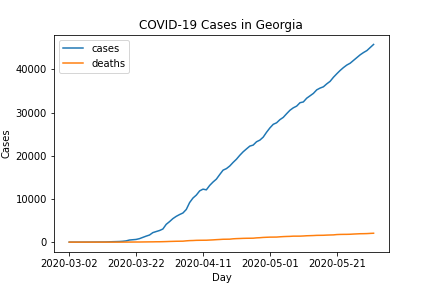 COVID-19 Cases in Georgia
cases
deaths
40000
30000
20000
10000
0
Cases
2020-03-02 2020-03-22 2020-04-11 2020-05-01 2020-05-21
Day